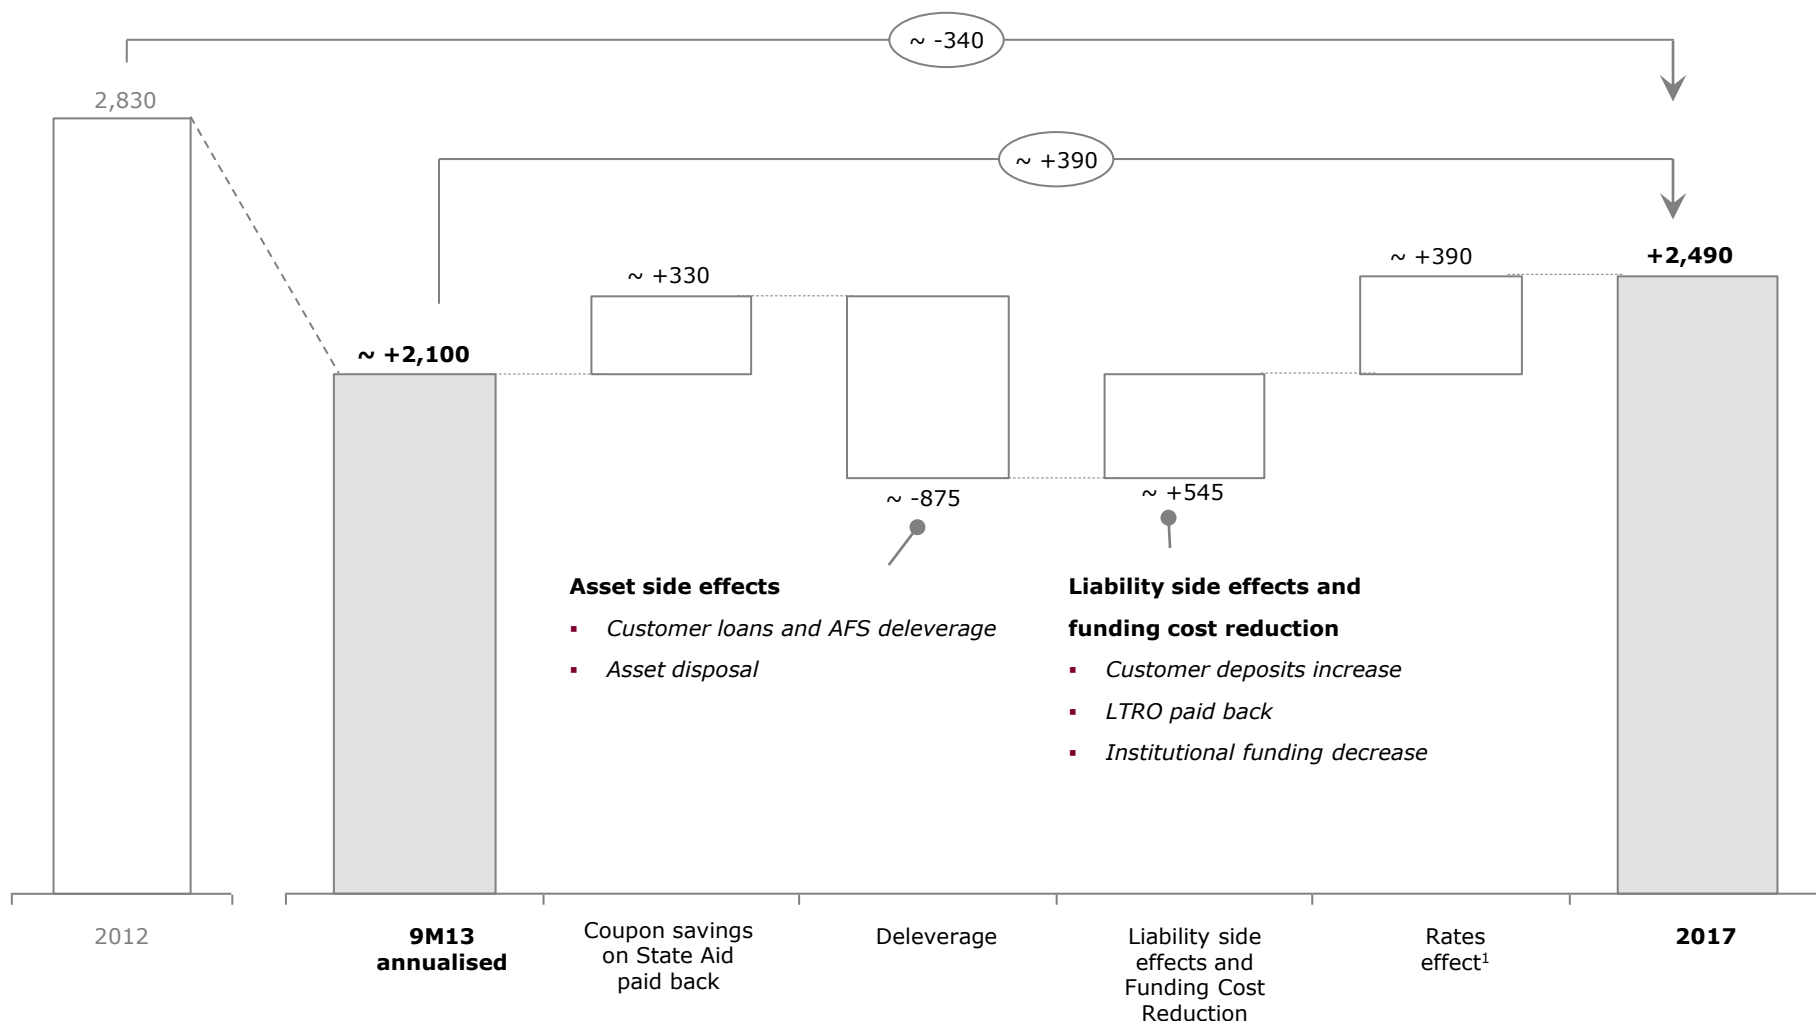 ~ -340
2,830
~ +390
~ +330
~ +390
+2,490
~ +2,100
~ -875
~ +545
Asset side effects
▪ Customer loans and AFS deleverage
▪ Asset disposal
Liability side effects and
funding cost reduction
▪ Customer deposits increase
▪ LTRO paid back
▪ Institutional funding decrease
2012
9M13
annualised
Coupon savings
on State Aid
paid back
Deleverage
Liability side
effects and
Funding Cost
Reduction
Rates
effect¹
2017